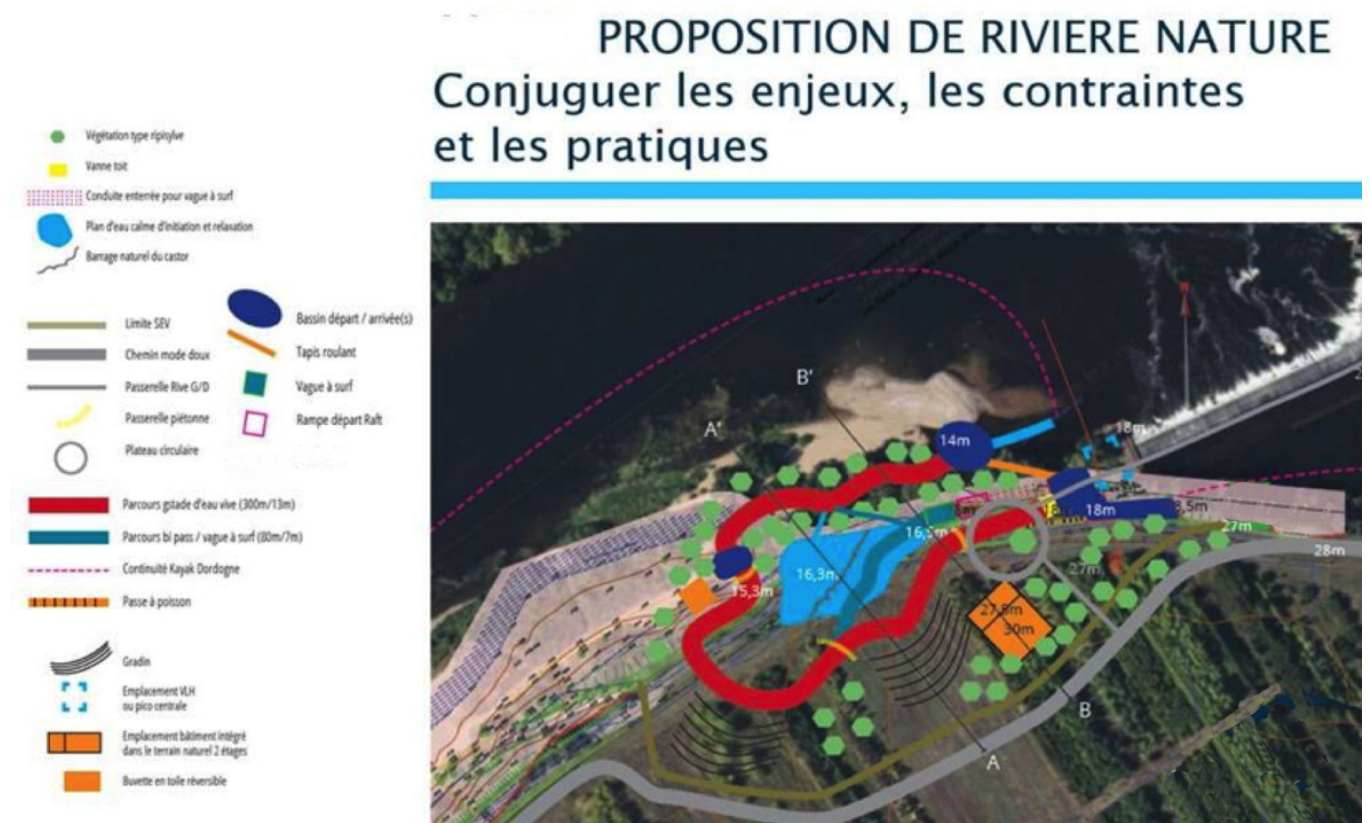 PROPOSITION DE RIVIERE NATURE
Conjuguer les enjeux, les contraintes
et les pratiques
Végétation type ripisylve
Vanne toit
Conduite enterrée pour vague à surf
Plan d'eau calme d'initiation et relaxation
Barrage naturel du castor
Limite SEV
Chemin mode doux
Passerelle Rive G/D
Passerelle piétonne
Plateau circulaire
Bassin départ / arrivée(s)
Tapis roulant
Vague à surf
Rampe départ Raft
Parcours gstade d'eau vive (300m/13m)
Parcours bi pass / vague à surf (80m/7m)
Continuité Kayak Dordogne
Passe à poisson
Gradin
Emplacement VLH
ou pico centrale
Emplacement bâtiment intégré
dans le terrain naturel 2 étages
Buvette en toile réversible
N
B'
A'
14m
18m
18m
27m
28m
16,3m
15,3m
27m
30m
B
A